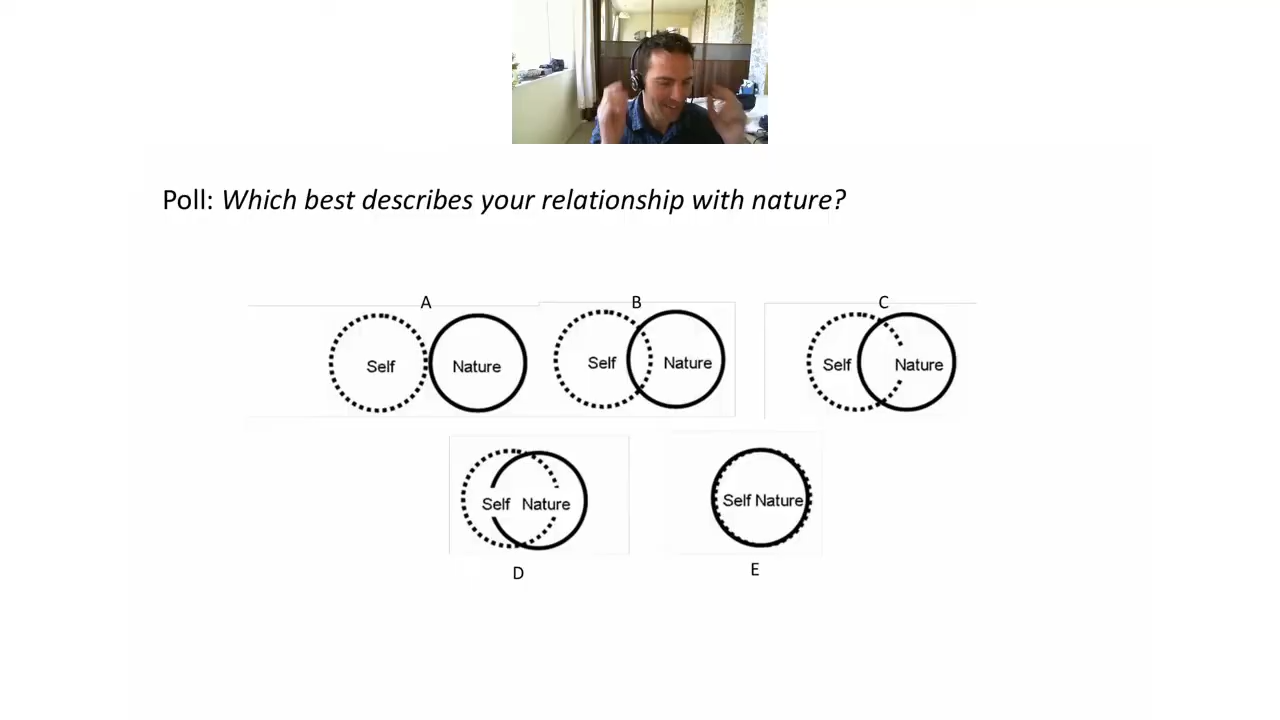 Poll: Which best describes your relationship with nature?
A
B
C
Self
Nature
Self
Nature
Self
Nature
Self
Nature
Self Nature
D
E